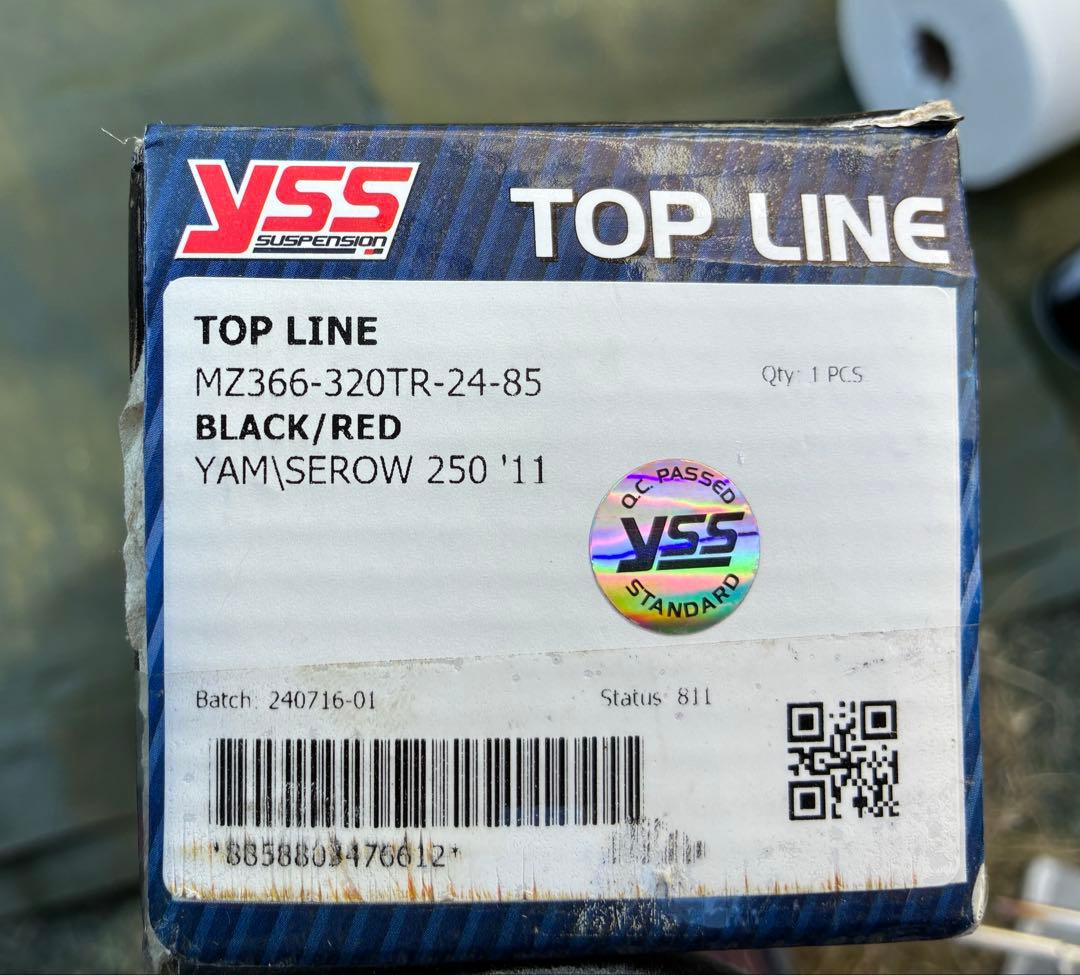 YSS
SUSPENSION
TOP LINE
TOP LINE
MZ366-320TR-24-85
Qty: 1 PCS
BLACK/RED
YAM\SEROW 250 '11
Q.C. PASSED
YSS
STANDARD
Batch: 240716-01
Status: 811
*8858803476612*